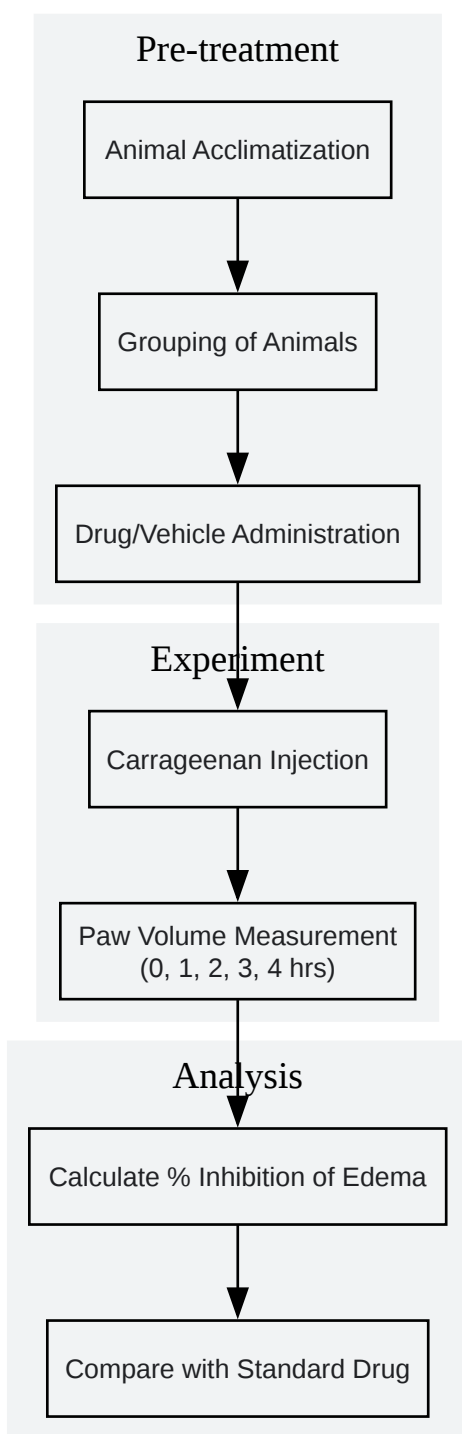 Pre-treatment
Animal Acclimatization
Grouping of Animals
Drug/Vehicle Administration
Experiment
Carrageenan Injection
Paw Volume Measurement
(0, 1, 2, 3, 4 hrs)
Analysis
Calculate % Inhibition of Edema
Compare with Standard Drug